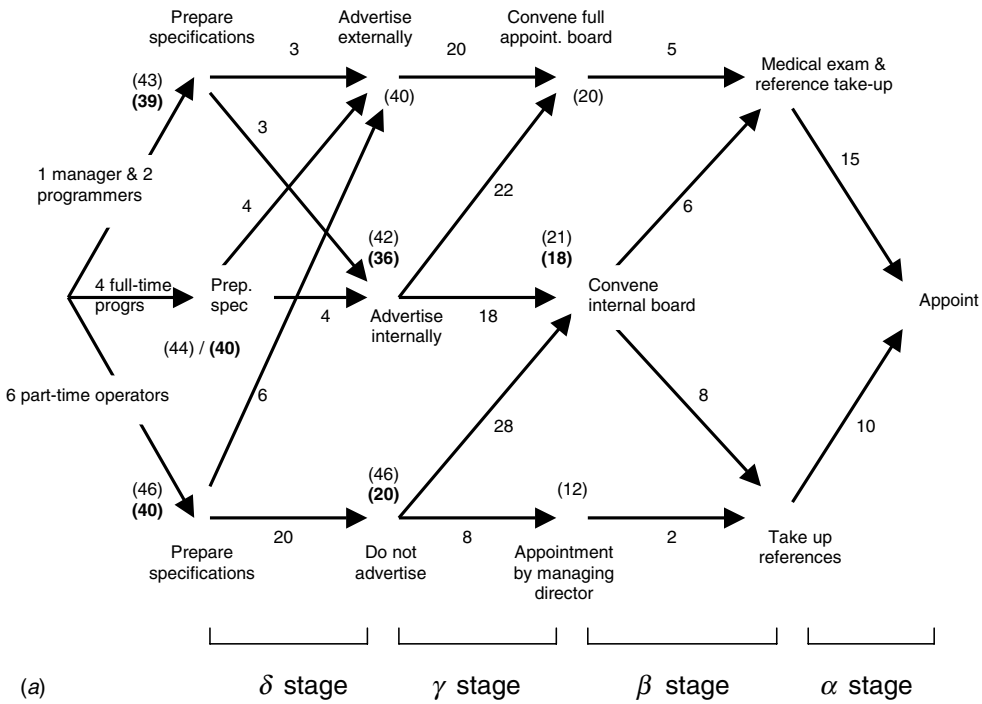 Prepare
specifications
Advertise
externally
Convene full
appoint. board
3
20
5
Medical exam &
reference take-up
(43)
(39)
(40)
(20)
3
15
1 manager & 2
programmers
4
22
6
(42)
(36)
(21)
(18)
4 full-time
progrs
Prep.
spec
4
Advertise
internally
18
Convene
internal board
Appoint
(44) / (40)
6 part-time operators
6
28
8
10
(46)
(40)
(46)
(20)
(12)
20
8
2
Prepare
specifications
Do not
advertise
Appointment
by managing
director
Take up
references
(a)
δ stage
γ stage
β stage
α stage